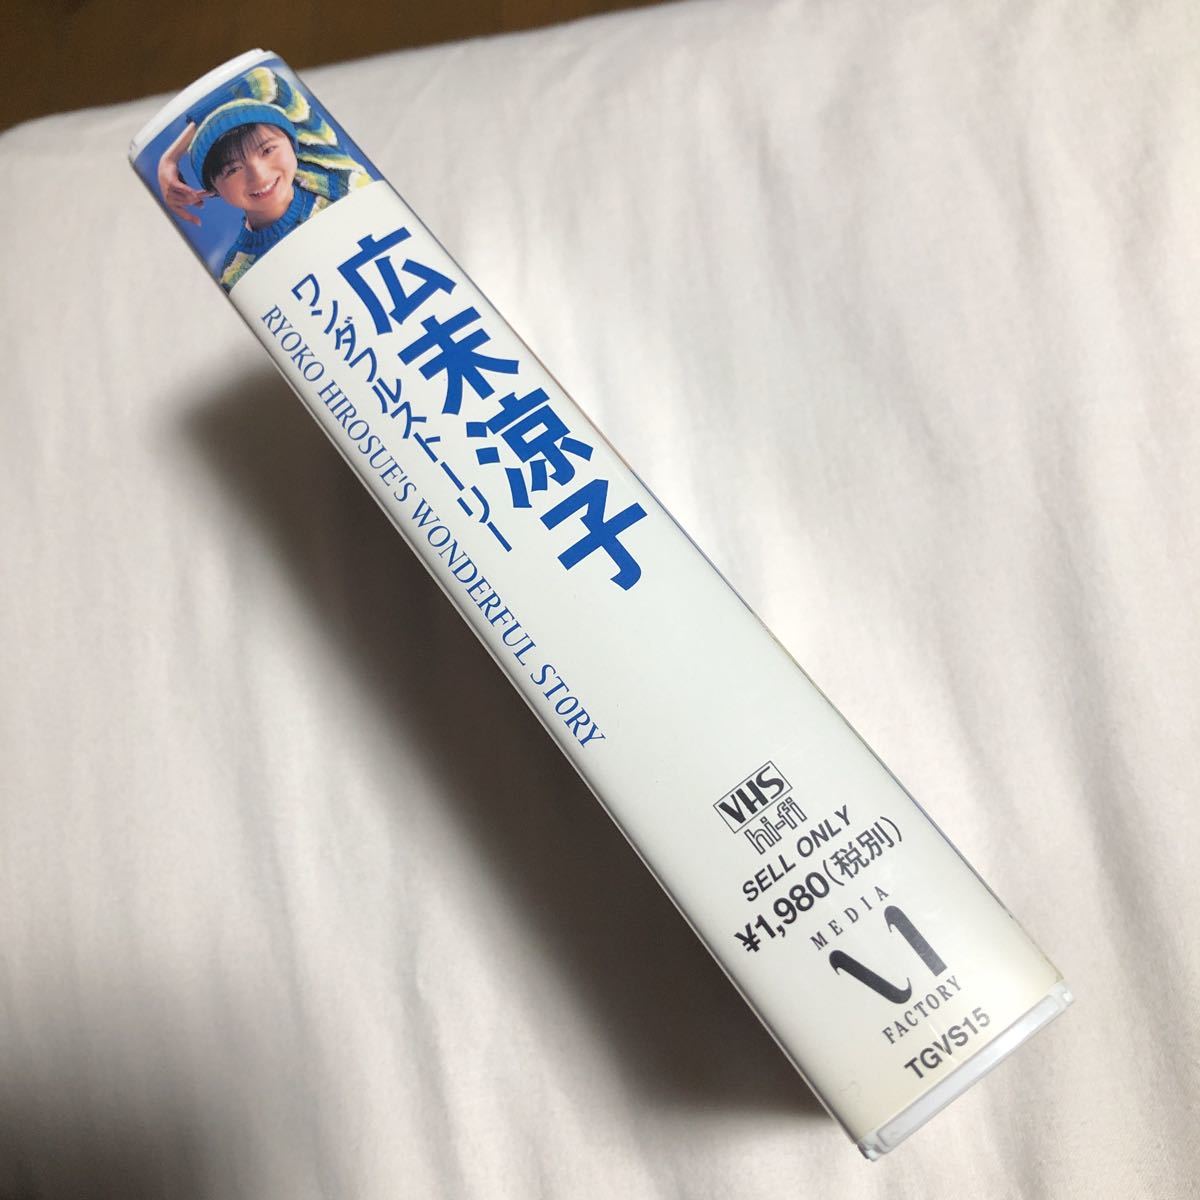 広末涼子
ワンダフルストーリー
RYOKO HIROSUE'S WONDERFUL STORY
VHS
hi-fi
SELL ONLY
¥1,980(税別)
MEDIA
FACTORY
TGVS15